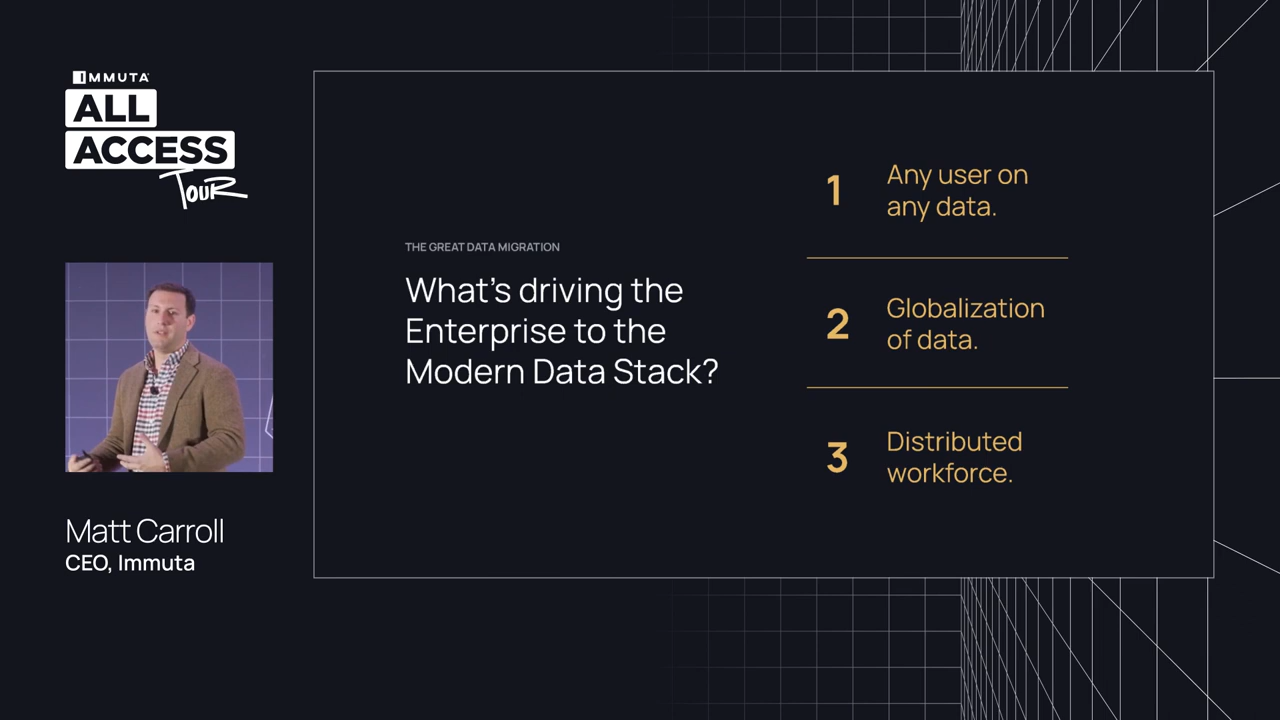 IMMUTA
ALL
ACCESS
TOUR
Matt Carroll
CEO, Immuta
THE GREAT DATA MIGRATION
What's driving the
Enterprise to the
Modern Data Stack?
1
Any user on
any data.
2
Globalization
of data.
3
Distributed
workforce.